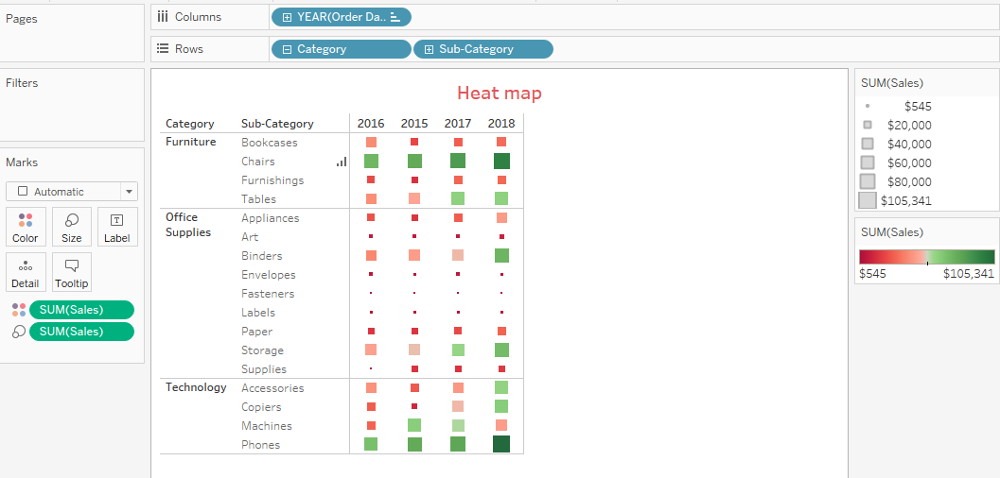 Pages
Columns
YEAR(Order Da..
Rows
Category
Sub-Category
Filters
Marks
Automatic
Color
Size
Label
Detail
Tooltip
SUM(Sales)
SUM(Sales)
Heat map
Category Sub-Category 2016 2015 2017 2018
Furniture Bookcases
Chairs
Furnishings
Tables
Office Appliances
Supplies
Art
Binders
Envelopes
Fasteners
Labels
Paper
Storage
Supplies
Technology Accessories
Copiers
Machines
Phones
SUM(Sales)
$545
$20,000
$40,000
$60,000
$80,000
$105,341
SUM(Sales)
$545 $105,341